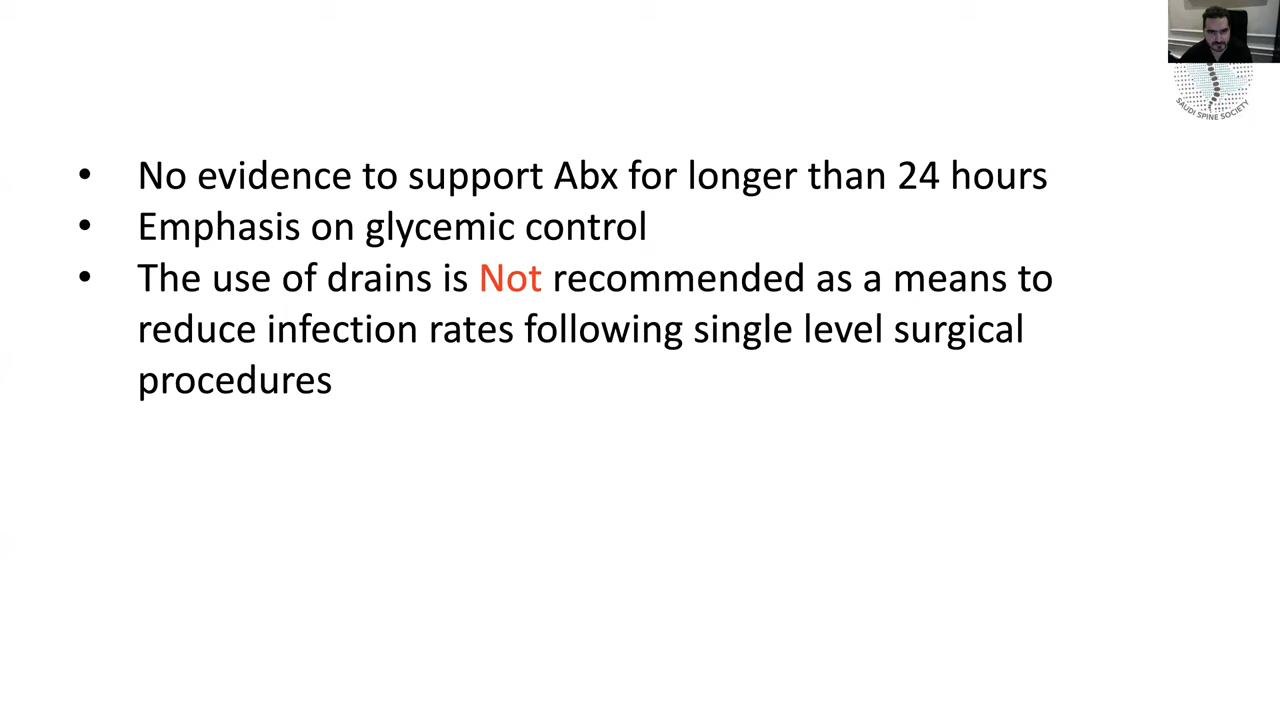 SAUDI SPINE SOCIETY
• No evidence to support Abx for longer than 24 hours
• Emphasis on glycemic control
• The use of drains is Not recommended as a means to
reduce infection rates following single level surgical
procedures